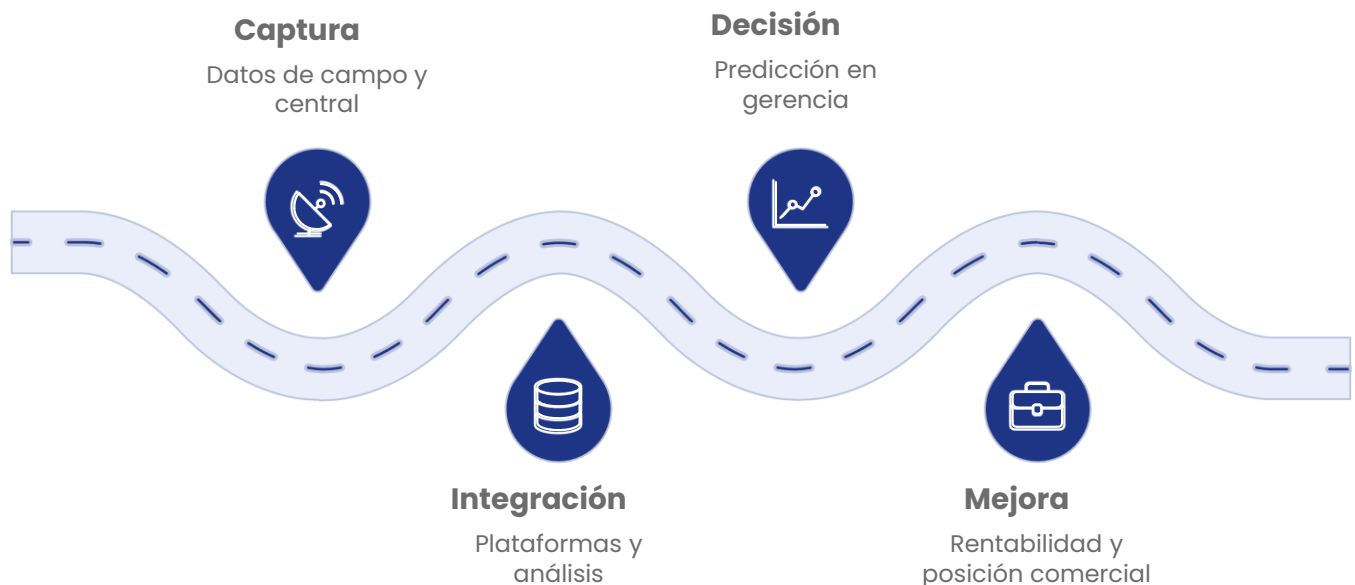 Captura
Datos de campo y
central
Integración
Plataformas y
análisis
Decisión
Predicción en
gerencia
Mejora
Rentabilidad y
posición comercial